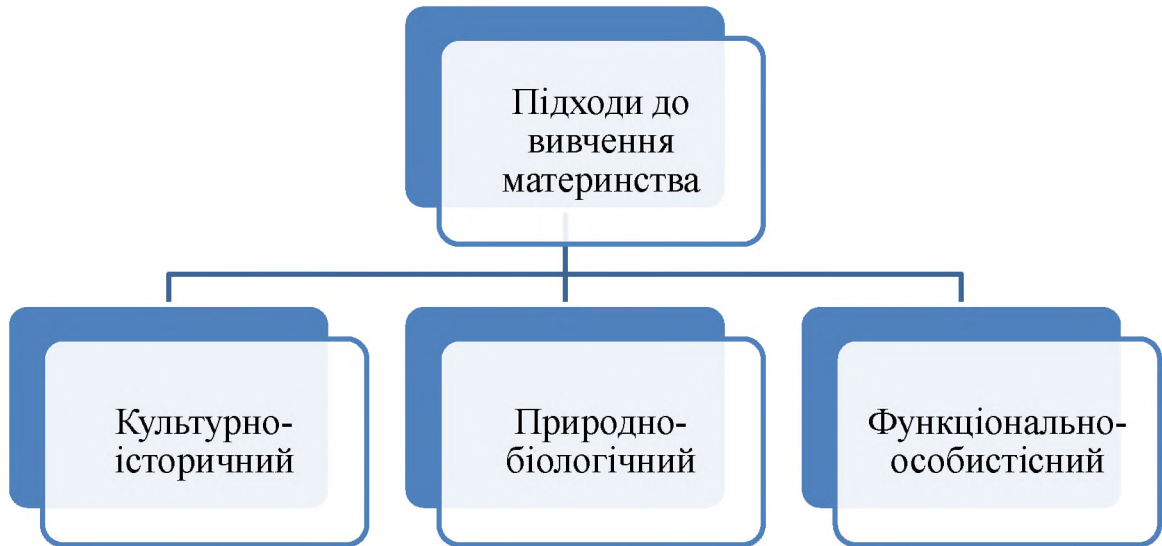 Підходи до
вивчення
материнства
Культурно-
історичний
Природно-
біологічний
Функціонально-
особистісний